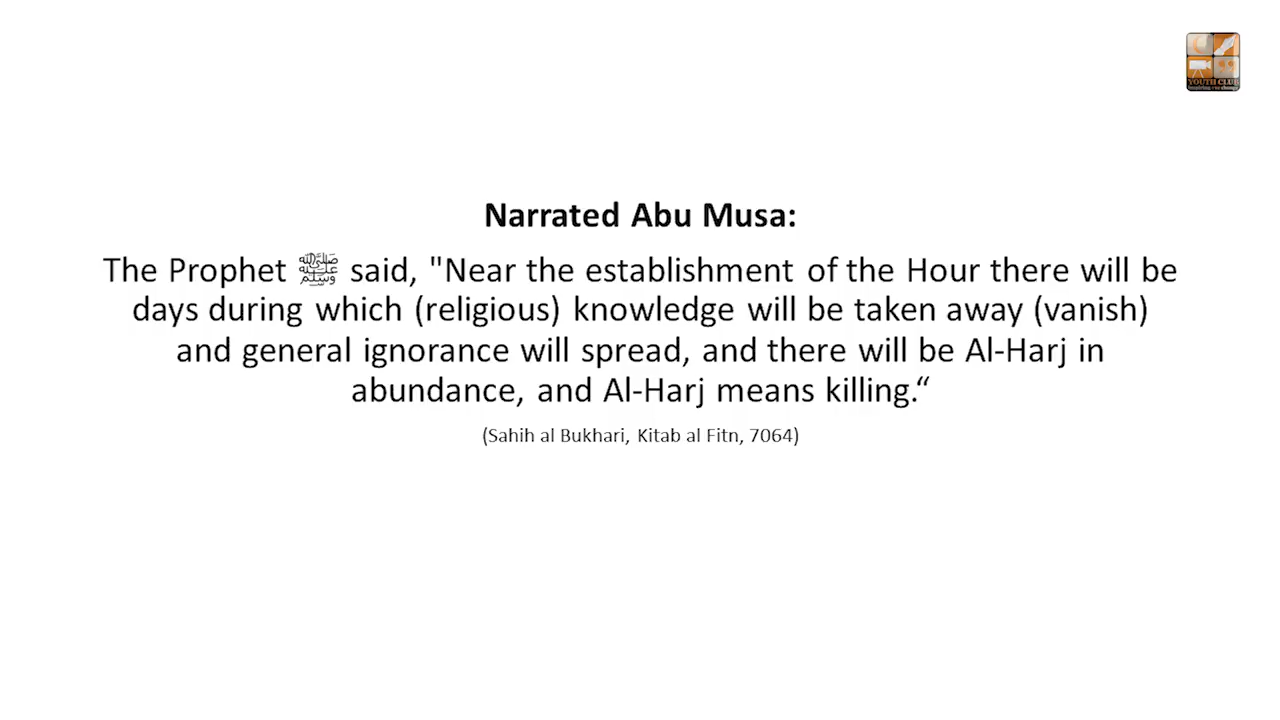 YOUTH CLUB
Narrated Abu Musa:
The Prophet ﷺ said, "Near the establishment of the Hour there will be
days during which (religious) knowledge will be taken away (vanish)
and general ignorance will spread, and there will be Al-Harj in
abundance, and Al-Harj means killing.“
(Sahih al Bukhari, Kitab al Fitn, 7064)